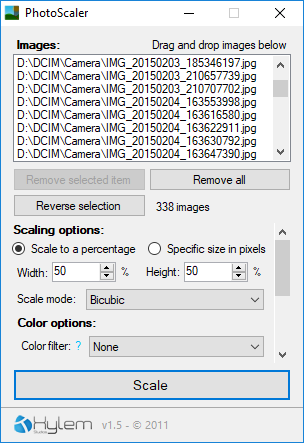 PhotoScaler
Images: Drag and drop images below
D:\DCIM\Camera\IMG_20150203_185346197.jpg
D:\DCIM\Camera\IMG_20150203_210657739.jpg
D:\DCIM\Camera\IMG_20150203_210707702.jpg
D:\DCIM\Camera\IMG_20150204_163553998.jpg
D:\DCIM\Camera\IMG_20150204_163616580.jpg
D:\DCIM\Camera\IMG_20150204_163622911.jpg
D:\DCIM\Camera\IMG_20150204_163630792.jpg
D:\DCIM\Camera\IMG_20150204_163647390.jpg
Remove selected item Remove all
Reverse selection 338 images
Scaling options:
Scale to a percentage Specific size in pixels
Width: 50 % Height: 50 %
Scale mode: Bicubic
Color options:
Color filter: ? None
Scale
Hylem v1.5 - © 2011